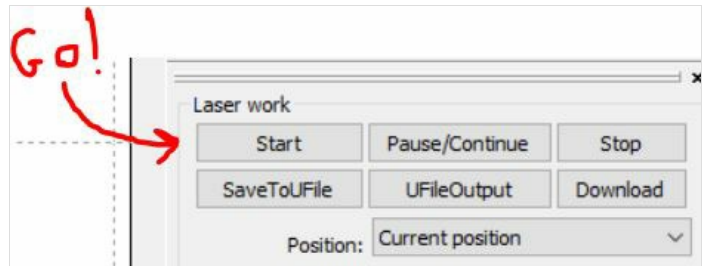 Go!
Laser work
Start Pause/Continue Stop
SaveToUFile UFileOutput Download
Position: Current position